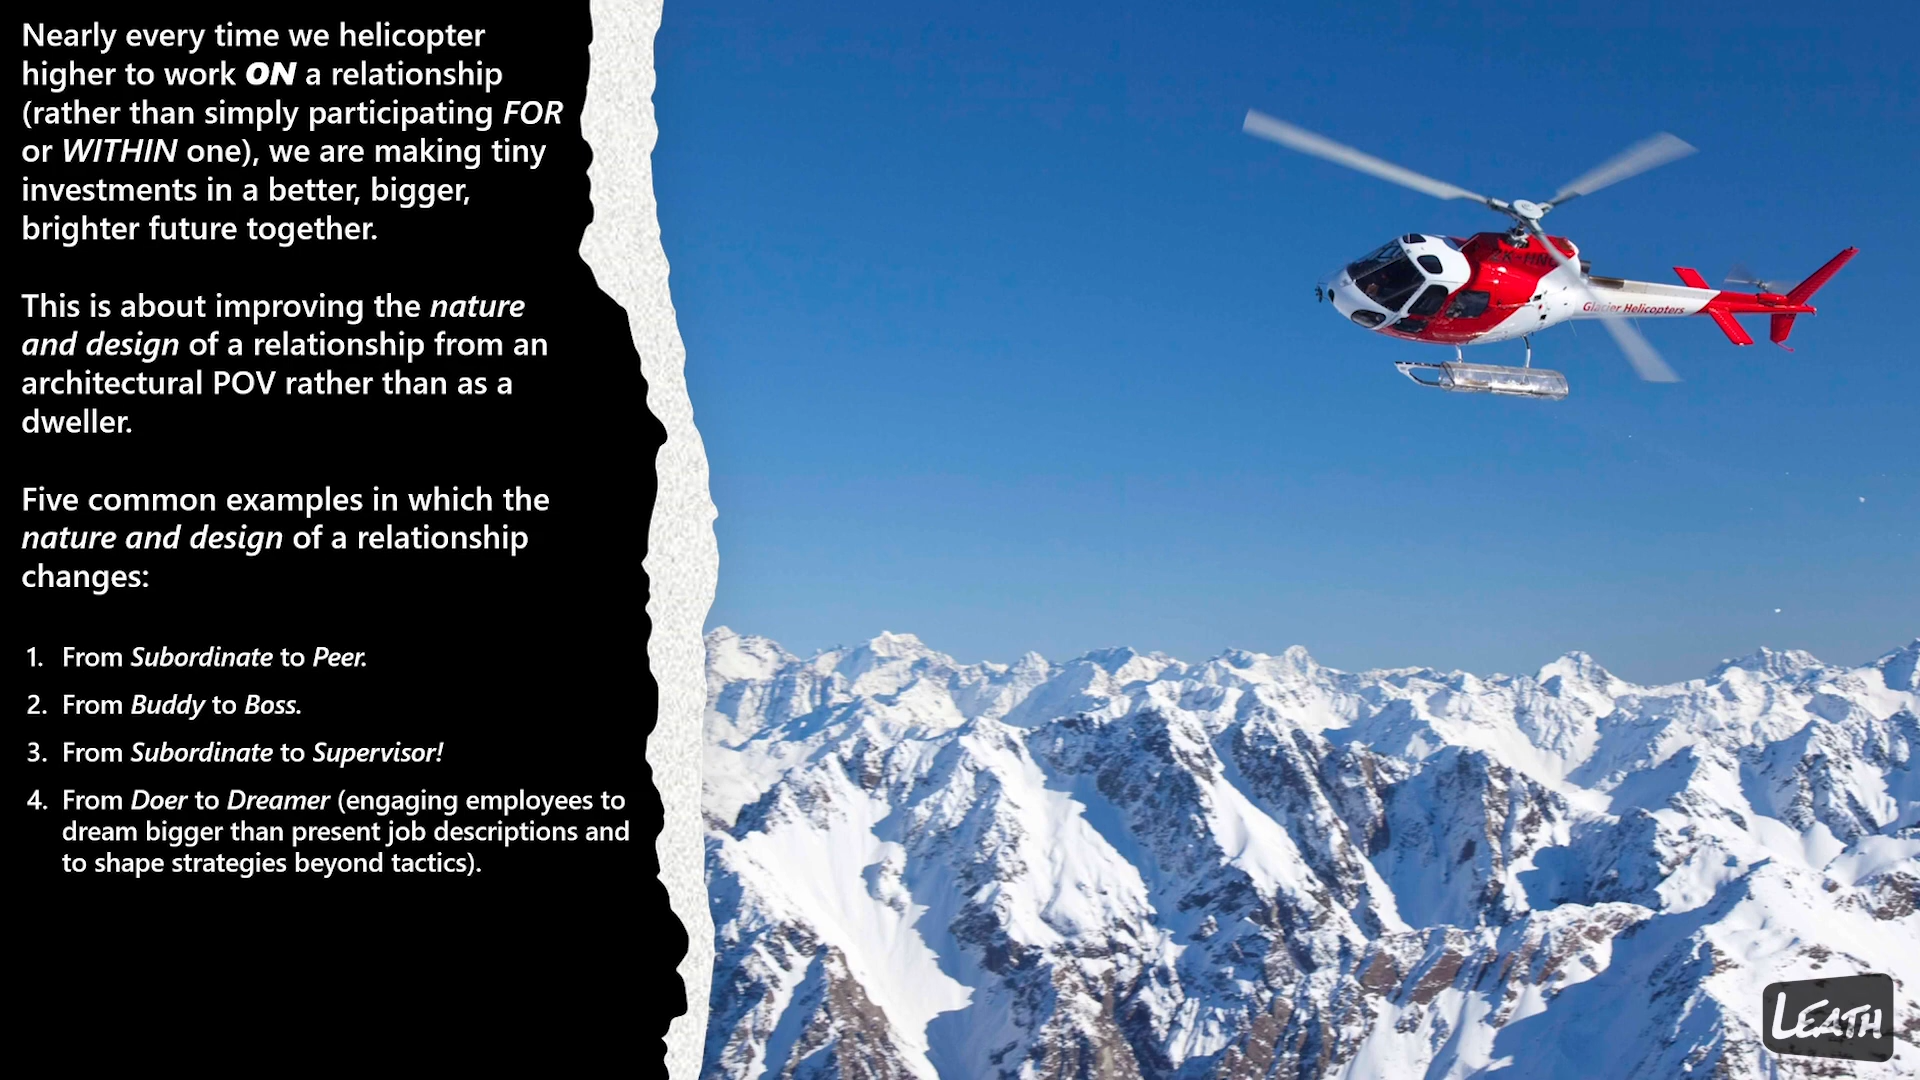 Nearly every time we helicopter
higher to work ON a relationship
(rather than simply participating FOR
or WITHIN one), we are making tiny
investments in a better, bigger,
brighter future together.
This is about improving the nature
and design of a relationship from an
architectural POV rather than as a
dweller.
Five common examples in which the
nature and design of a relationship
changes:
1. From Subordinate to Peer.
2. From Buddy to Boss.
3. From Subordinate to Supervisor!
4. From Doer to Dreamer (engaging employees to
dream bigger than present job descriptions and
to shape strategies beyond tactics).
Glacier Helicopters
LEATH